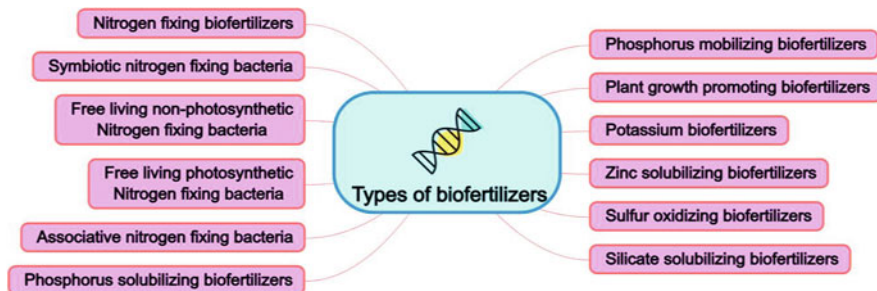 Nitrogen fixing biofertilizers
Symbiotic nitrogen fixing bacteria
Free living non-photosynthetic
Nitrogen fixing bacteria
Free living photosynthetic
Nitrogen fixing bacteria
Associative nitrogen fixing bacteria
Phosphorus solubilizing biofertilizers
Types of biofertilizers
Phosphorus mobilizing biofertilizers
Plant growth promoting biofertilizers
Potassium biofertilizers
Zinc solubilizing biofertilizers
Sulfur oxidizing biofertilizers
Silicate solubilizing biofertilizers